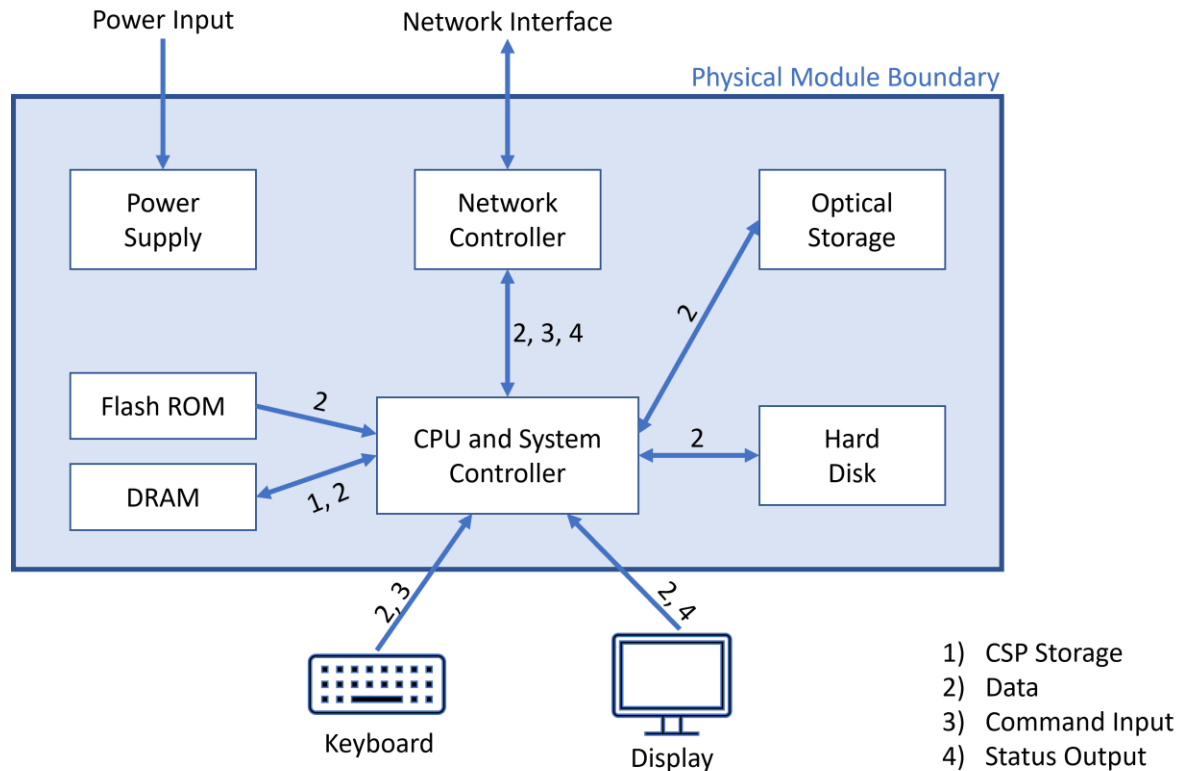 Power Input
Network Interface
Physical Module Boundary
Power
Supply
Network
Controller
Optical
Storage
2, 3, 4
2
Flash ROM
2
CPU and System
Controller
2
Hard
Disk
DRAM
1, 2
2, 3
2, 4
Keyboard
Display
1) CSP Storage
2) Data
3) Command Input
4) Status Output